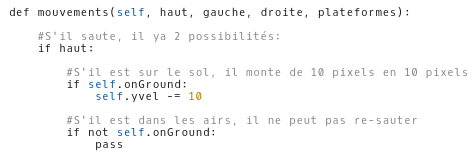 def mouvements(self, haut, gauche, droite, plateformes):
#S'il saute, il ya 2 possibilités:
if haut:
#S'il est sur le sol, il monte de 10 pixels en 10 pixels
if self.onGround:
self.yvel -= 10
#S'il est dans les airs, il ne peut pas re-sauter
if not self.onGround:
pass